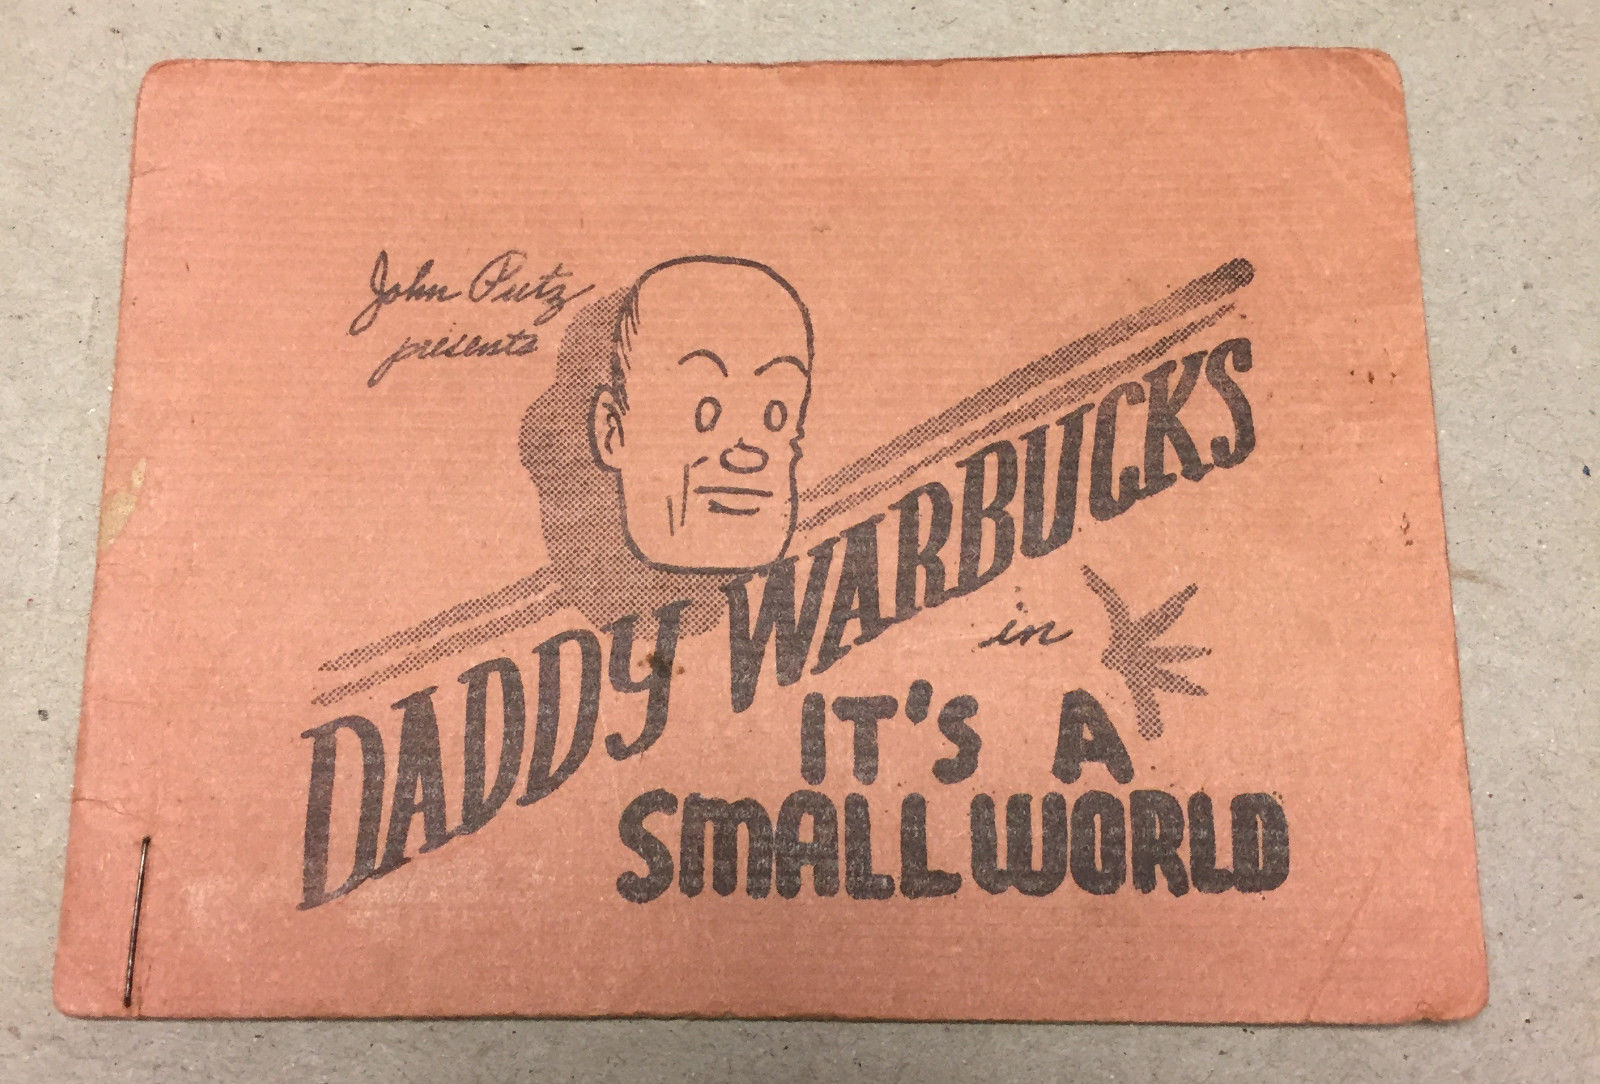 John Putz
presents
DADDY WARBUCKS
in
IT'S A
SMALL WORLD